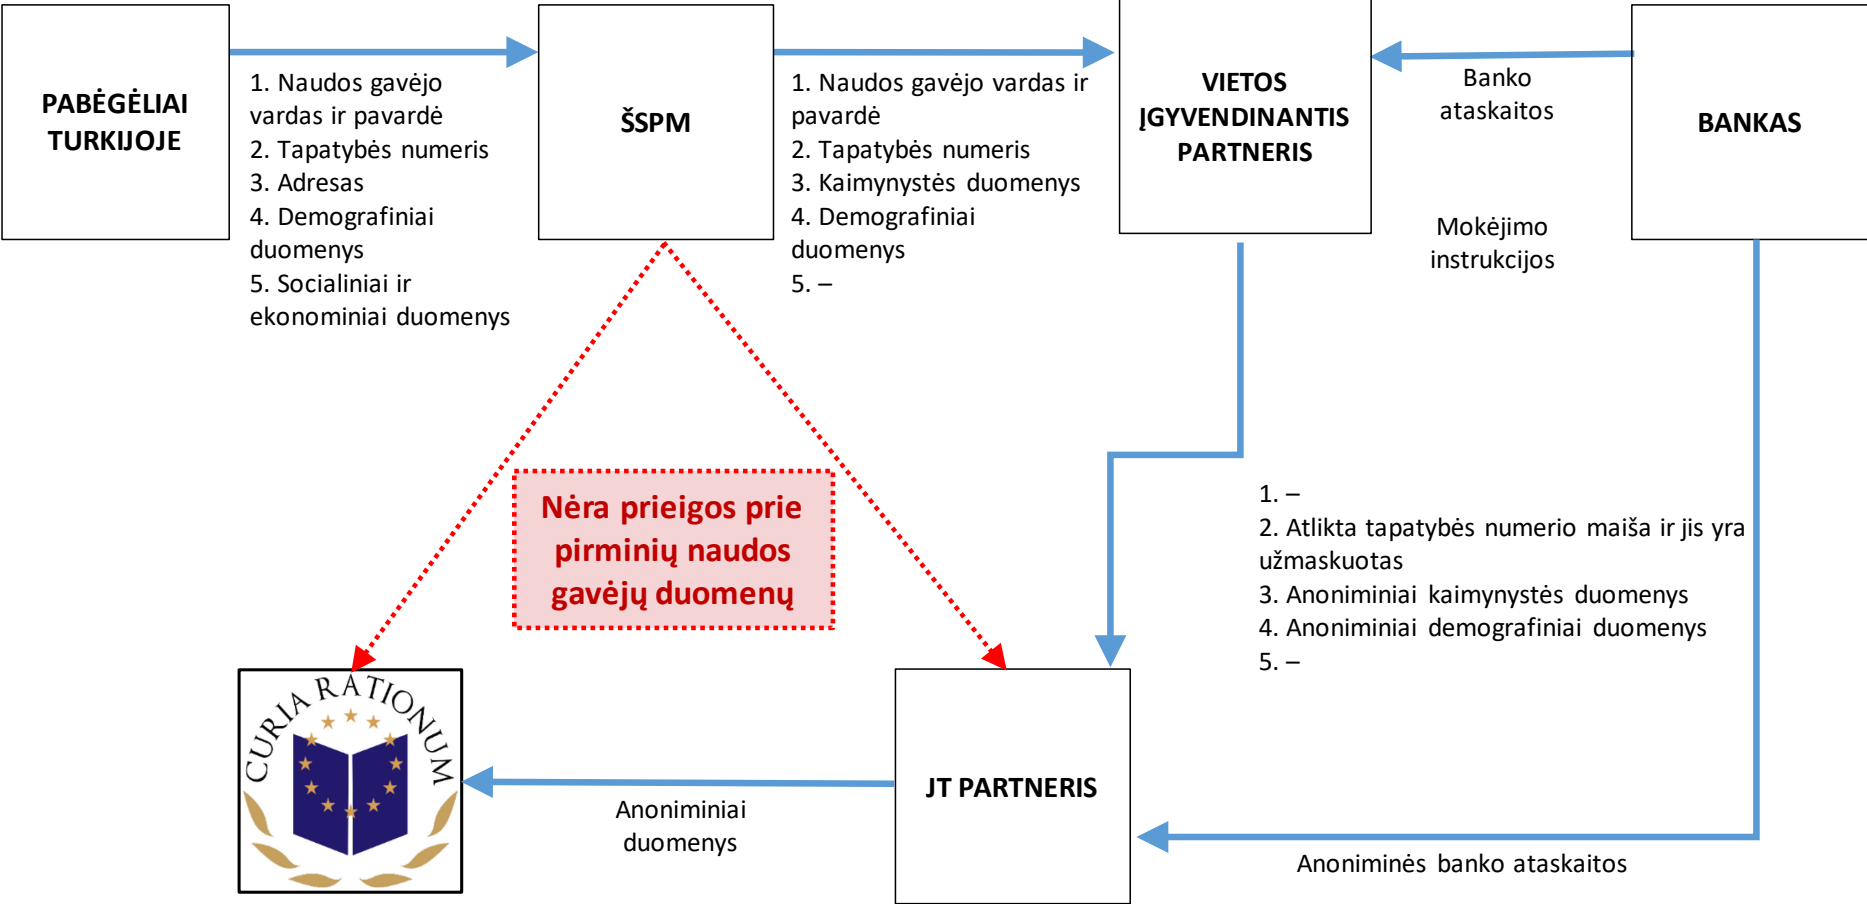 PABĖGĖLIAI
TURKIJOJE
1. Naudos gavėjo
vardas ir pavardė
2. Tapatybės numeris
3. Adresas
4. Demografiniai
duomenys
5. Socialiniai ir
ekonominiai duomenys
ŠSPM
1. Naudos gavėjo vardas ir
pavardė
2. Tapatybės numeris
3. Kaimynystės duomenys
4. Demografiniai
duomenys
5. –
VIETOS
ĮGYVENDINANTIS
PARTNERIS
Banko
ataskaitos
Mokėjimo
instrukcijos
BANKAS
Nėra prieigos prie
pirminių naudos
gavėjų duomenų
1. –
2. Atlikta tapatybės numerio maiša ir jis yra
užmaskuotas
3. Anoniminiai kaimynystės duomenys
4. Anoniminiai demografiniai duomenys
5. –
CURIA RATIONUM
Anoniminiai
duomenys
JT PARTNERIS
Anoniminės banko ataskaitos